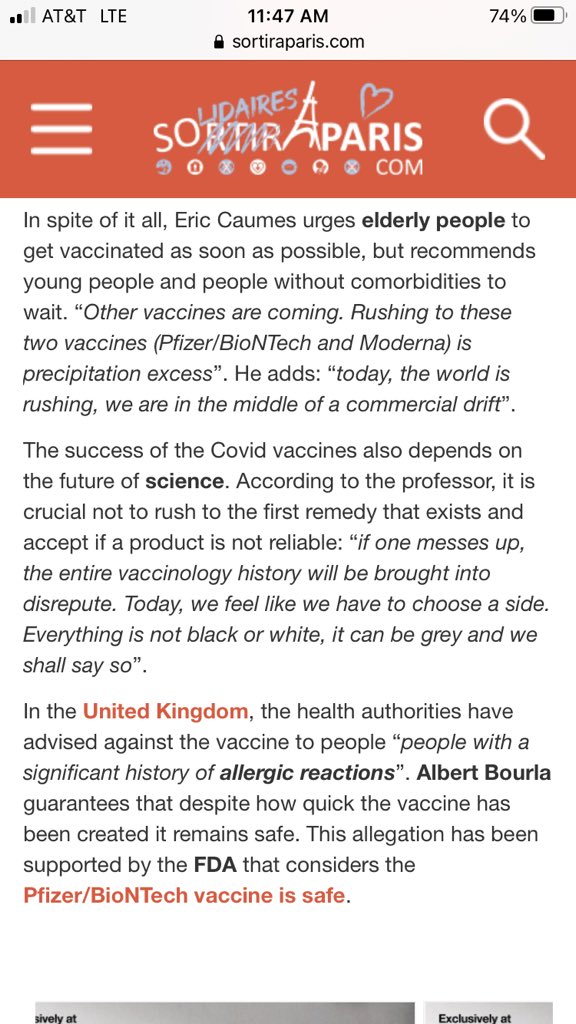 AT&T LTE 11:47 AM 74%
sortiraparis.com
LIDAIRES
SORTIRAPARIS
COM
In spite of it all, Eric Caumes urges elderly people to
get vaccinated as soon as possible, but recommends
young people and people without comorbidities to
wait. “Other vaccines are coming. Rushing to these
two vaccines (Pfizer/BioNTech and Moderna) is
precipitation excess”. He adds: “today, the world is
rushing, we are in the middle of a commercial drift”.
The success of the Covid vaccines also depends on
the future of science. According to the professor, it is
crucial not to rush to the first remedy that exists and
accept if a product is not reliable: “if one messes up,
the entire vaccinology history will be brought into
disrepute. Today, we feel like we have to choose a side.
Everything is not black or white, it can be grey and we
shall say so”.
In the United Kingdom, the health authorities have
advised against the vaccine to people “people with a
significant history of allergic reactions”. Albert Bourla
guarantees that despite how quick the vaccine has
been created it remains safe. This allegation has been
supported by the FDA that considers the
Pfizer/BioNTech vaccine is safe.
sively at Exclusively at